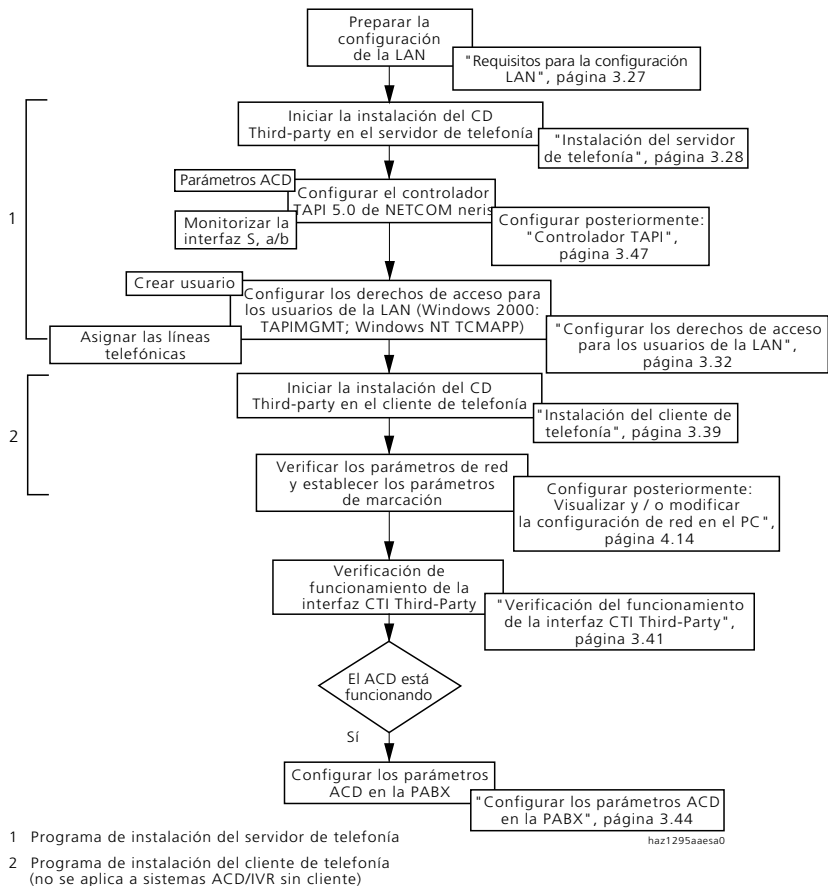 Preparar la
configuración
de la LAN
"Requisitos para la configuración
LAN", página 3.27
Iniciar la instalación del CD
Third-party en el servidor de telefonía
"Instalación del servidor
de telefonía", página 3.28
Parámetros ACD
Configurar el controlador
TAPI 5.0 de NETCOM neris
Monitorizar la
interfaz S, a/b
Configurar posteriormente:
"Controlador TAPI",
página 3.47
1
Crear usuario
Configurar los derechos de acceso para
los usuarios de la LAN (Windows 2000:
TAPIMGMT; Windows NT TCMAPP)
Asignar las líneas
telefónicas
"Configurar los derechos de acceso
para los usuarios de la LAN",
página 3.32
Iniciar la instalación del CD
Third-party en el cliente de telefonía
"Instalación del cliente de
telefonía", página 3.39
2
Verificar los parámetros de red
y establecer los parámetros
de marcación
Configurar posteriormente:
Visualizar y / o modificar
la configuración de red en el PC",
página 4.14
Verificación de
funcionamiento de la
interfaz CTI Third-Party
"Verificación del funcionamiento
de la interfaz CTI Third-Party",
página 3.41
El ACD está
funcionando
Sí
Configurar los parámetros
ACD en la PABX
"Configurar los parámetros ACD
en la PABX", página 3.44
haz1295aaesa0
1 Programa de instalación del servidor de telefonía
2 Programa de instalación del cliente de telefonía
(no se aplica a sistemas ACD/IVR sin cliente)